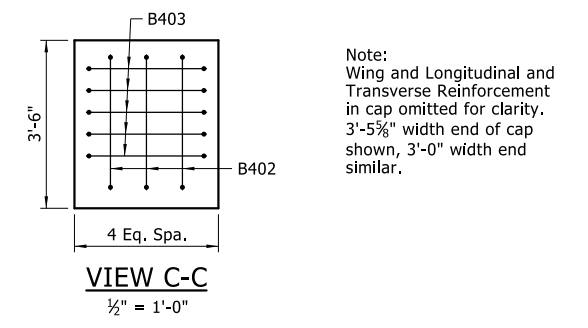 B403
3'-6"
B402
4 Eq. Spa.
VIEW C-C
½" = 1'-0"
Note:
Wing and Longitudinal and
Transverse Reinforcement
in cap omitted for clarity.
3'-5⅝" width end of cap
shown, 3'-0" width end
similar.